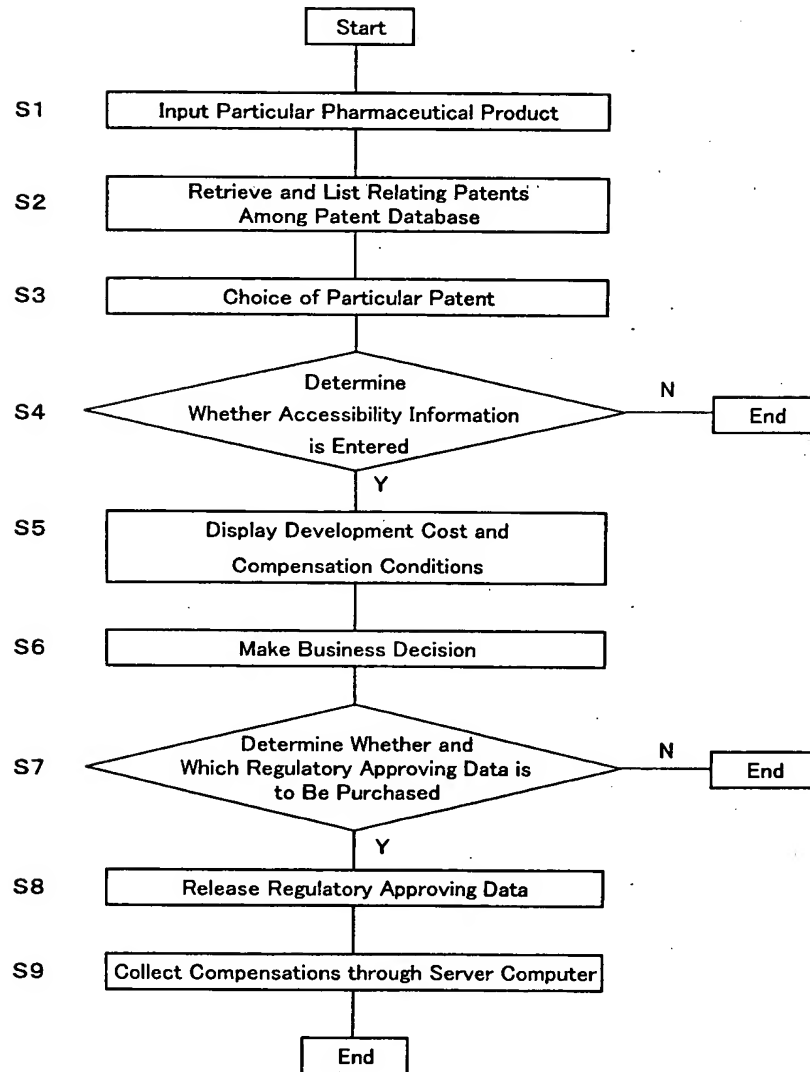 Start
S1
Input Particular Pharmaceutical Product
S2
Retrieve and List Relating Patents
Among Patent Database
S3
Choice of Particular Patent
S4
Determine
Whether Accessibility Information
is Entered
N
End
Y
S5
Display Development Cost and
Compensation Conditions
S6
Make Business Decision
S7
Determine Whether and
Which Regulatory Approving Data is
to Be Purchased
N
End
Y
S8
Release Regulatory Approving Data
S9
Collect Compensations through Server Computer
End